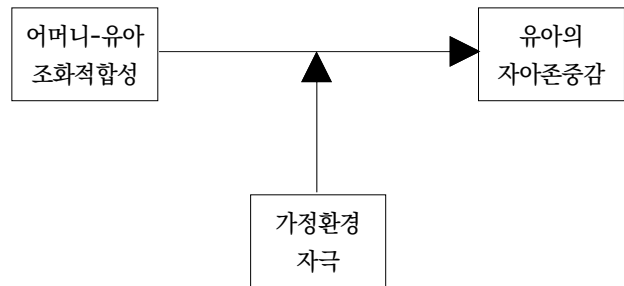 어머니-유아
조화적합성
유아의
자아존중감
가정환경
자극